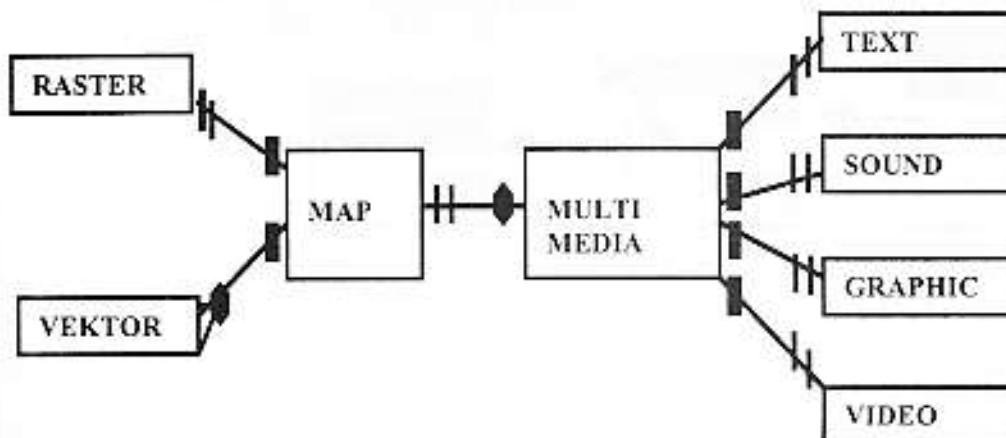 RASTER
VEKTOR
MAP
MULTI
MEDIA
TEXT
SOUND
GRAPHIC
VIDEO